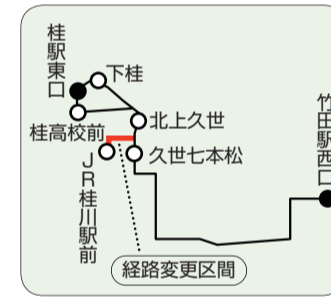 桂駅東口
下桂
桂高校前
北上久世
久世七本松
JR桂川駅前
竹田駅西口
経路変更区間